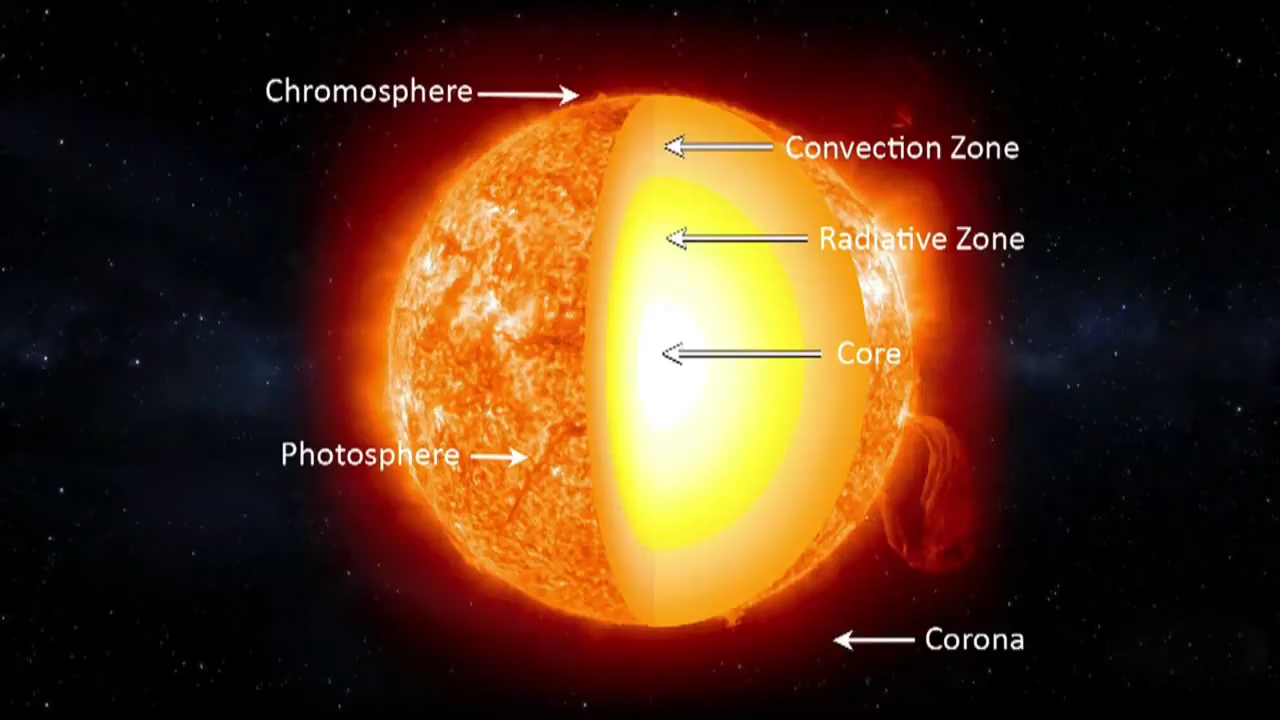 Chromosphere
Convection Zone
Radiative Zone
Core
Photosphere
Corona